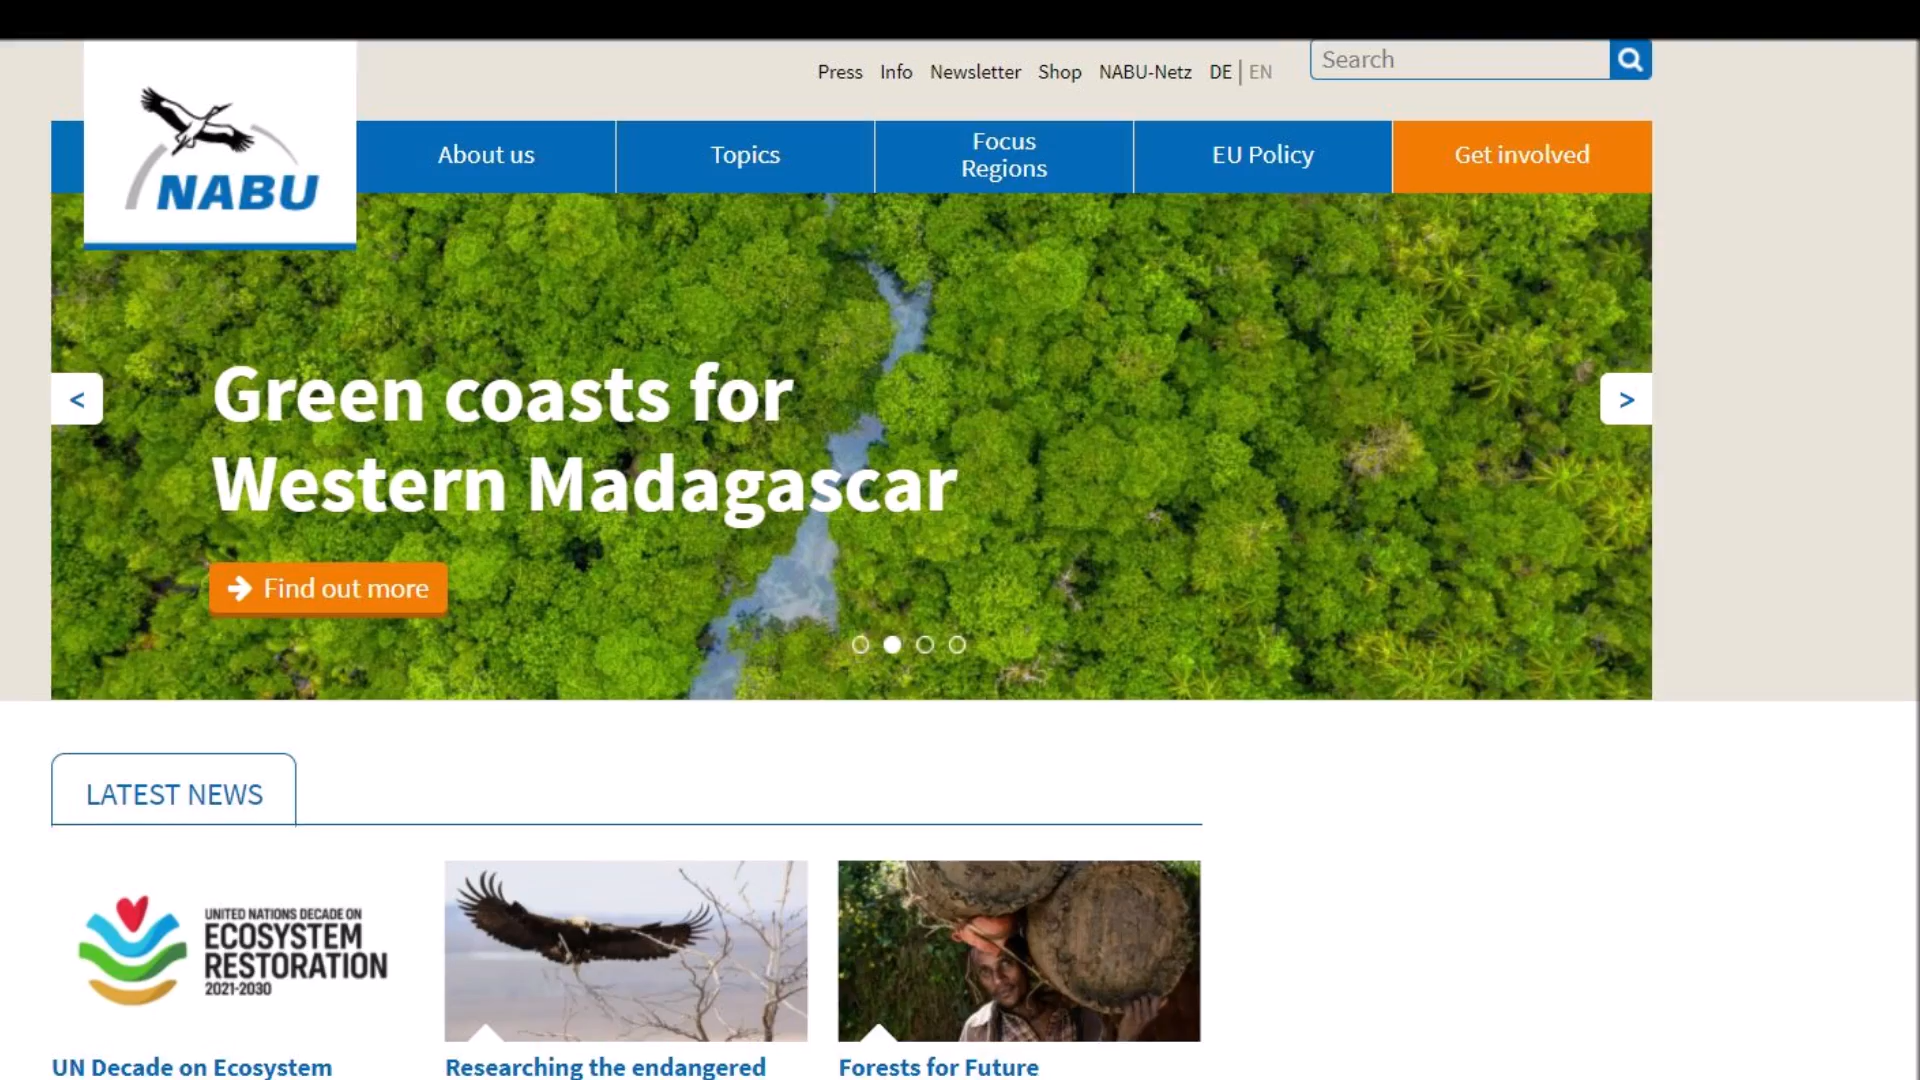 Press Info Newsletter Shop NABU-Netz DE | EN
Search
NABU
About us
Topics
Focus
Regions
EU Policy
Get involved
<
>
Green coasts for
Western Madagascar
Find out more
LATEST NEWS
UNITED NATIONS DECADE ON
ECOSYSTEM
RESTORATION
2021-2030
UN Decade on Ecosystem
Researching the endangered
Forests for Future